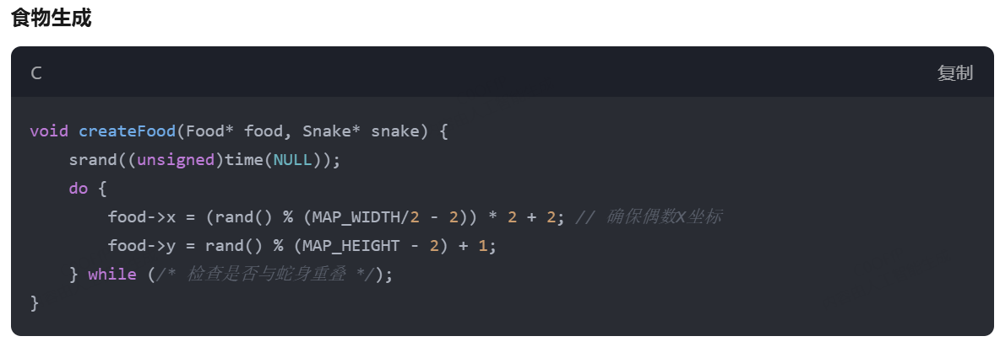 食物生成
C
复制
void createFood(Food* food, Snake* snake) {
    srand((unsigned)time(NULL));
    do {
        food->x = (rand() % (MAP_WIDTH/2 - 2)) * 2 + 2; // 确保偶数X坐标
        food->y = rand() % (MAP_HEIGHT - 2) + 1;
    } while (/* 检查是否与蛇身重叠 */);
}